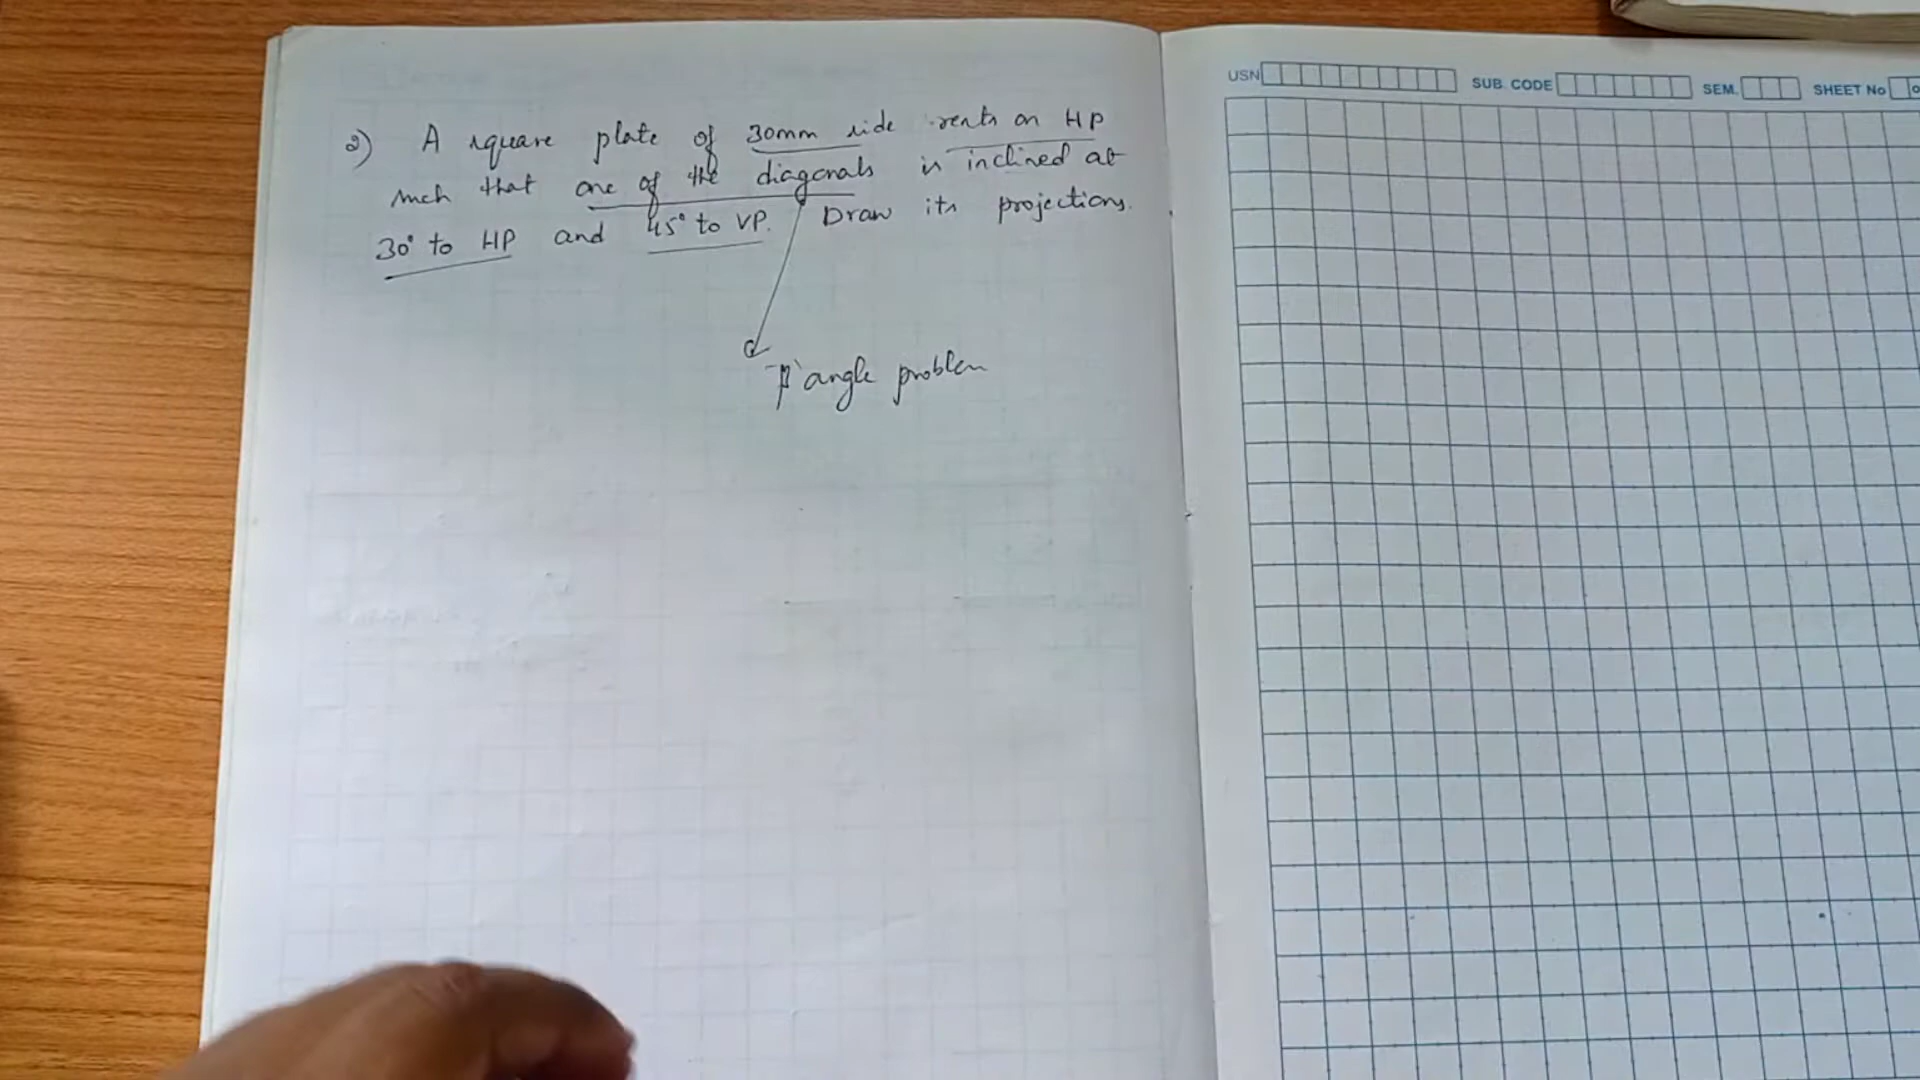 2) A square plate of 30mm side rests on HP
such that one of the diagonals is inclined at
30° to HP and 45° to VP. Draw its projections.
'β' angle problem
USN SUB. CODE SEM. SHEET No